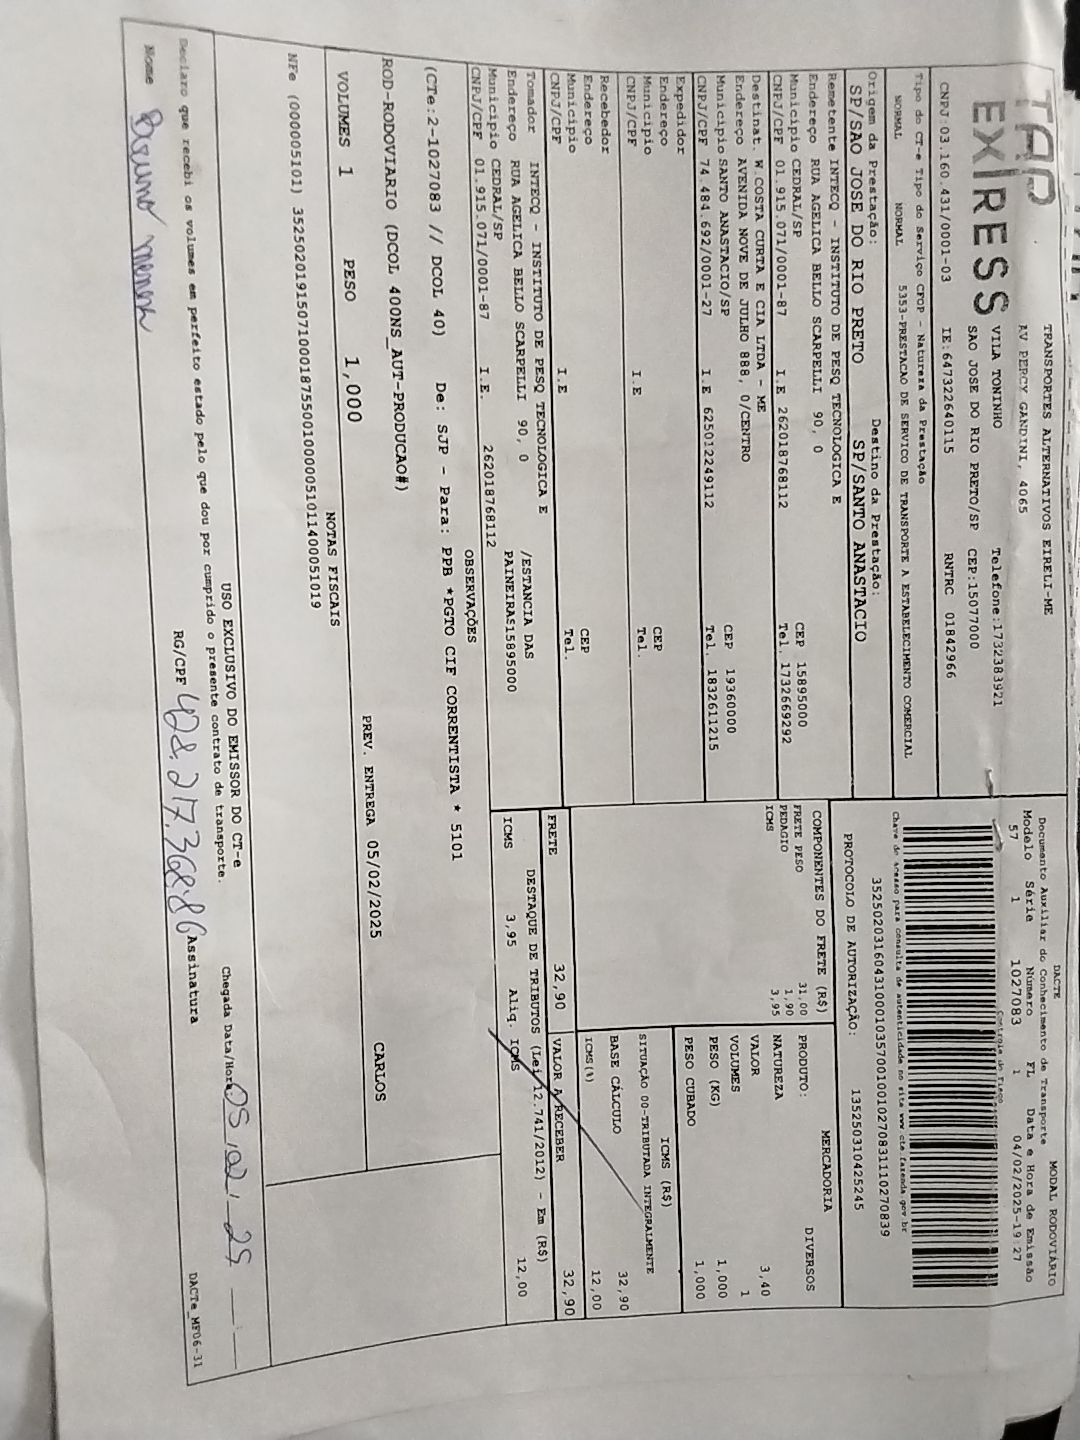 TAP
EXPRESS
TRANSPORTES ALTERNATIVOS EIRELI-ME
AV PERCY GANDINI, 4065
VILA TONINHO Telefone:1732383921
SAO JOSE DO RIO PRETO/SP CEP:15077000
CNPJ:03.160.431/0001-03 IE:647322640115 RNTRC 01842966
DACTE MODAL RODOVIÁRIO
Documento Auxiliar do Conhecimento de Transporte
Modelo Série Número FL Data e Hora de Emissão
57 1 1027083 1 04/02/2025-19:27
Controle do Fisco
Chave de acesso para consulta de autenticidade no site www.cte.fazenda.gov.br
PROTOCOLO DE AUTORIZAÇÃO: 135250310425245
Tipo do CT-e Tipo do Serviço CFOP - Natureza da Prestação
NORMAL NORMAL 5353-PRESTACAO DE SERVICO DE TRANSPORTE A ESTABELECIMENTO COMERCIAL
Origem da Prestação: Destino da Prestação:
SP/SAO JOSE DO RIO PRETO SP/SANTO ANASTACIO
Remetente INTECQ - INSTITUTO DE PESQ TECNOLOGICA E
Endereço RUA AGELICA BELLO SCARPELLI 90, 0
Municipio CEDRAL/SP CEP 15895000
CNPJ/CPF 01.915.071/0001-87 I.E 262018768112 Tel. 1732669292
Destinat. W.COSTA CURTA E CIA LTDA - ME
Endereço AVENIDA NOVE DE JULHO 888, 0/CENTRO
Municipio SANTO ANASTACIO/SP CEP 19360000
CNPJ/CPF 74.484.692/0001-27 I.E 625012249112 Tel. 1832611215
Expedidor
Endereço
Municipio CEP
CNPJ/CPF I.E Tel.
Recebedor
Endereço
Municipio CEP
CNPJ/CPF I.E Tel.
Tomador INTECQ - INSTITUTO DE PESQ TECNOLOGICA E
Endereço RUA AGELICA BELLO SCARPELLI 90, 0 /ESTANCIA DAS
Municipio CEDRAL/SP 15895000
CNPJ/CPF 01.915.071/0001-87 I.E. 262018768112
COMPONENTES DO FRETE (R$)
FRETE PESO 31,00
PEDAGIO 1,90
ICMS 3,95
MERCADORIA
PRODUTO: DIVERSOS
NATUREZA
VALOR 3,40
VOLUMES 1
PESO (KG) 1,000
PESO CUBADO 1,000
ICMS (R$)
SITUAÇÃO 00-TRIBUTADA INTEGRALMENTE
BASE CÁLCULO 32,90
ICMS(%) 12,00
FRETE 32,90 VALOR A RECEBER 32,90
DESTAQUE DE TRIBUTOS (Lei 12.741/2012) - Em (R$)
ICMS 3,95 Aliq. ICMS 12,00
OBSERVAÇÕES
(CTe:2-1027083 // DCOL 40) De: SJP - Para: PPB *PGTO CIF CORRENTISTA * 5101
ROD-RODOVIARIO (DCOL 400NS_AUT-PRODUCAO#)
VOLUMES 1 PESO 1,000 PREV. ENTREGA 05/02/2025 CARLOS
NOTAS FISCAIS
USO EXCLUSIVO DO EMISSOR DO CT-e
Declaro que recebi os volumes em perfeito estado pelo que dou por cumprido o presente contrato de transporte. Chegada Data/Hora 05/02/25
Nome Bruno RG/CPF 428.217.368.86 Assinatura
DACTe_MF06-31